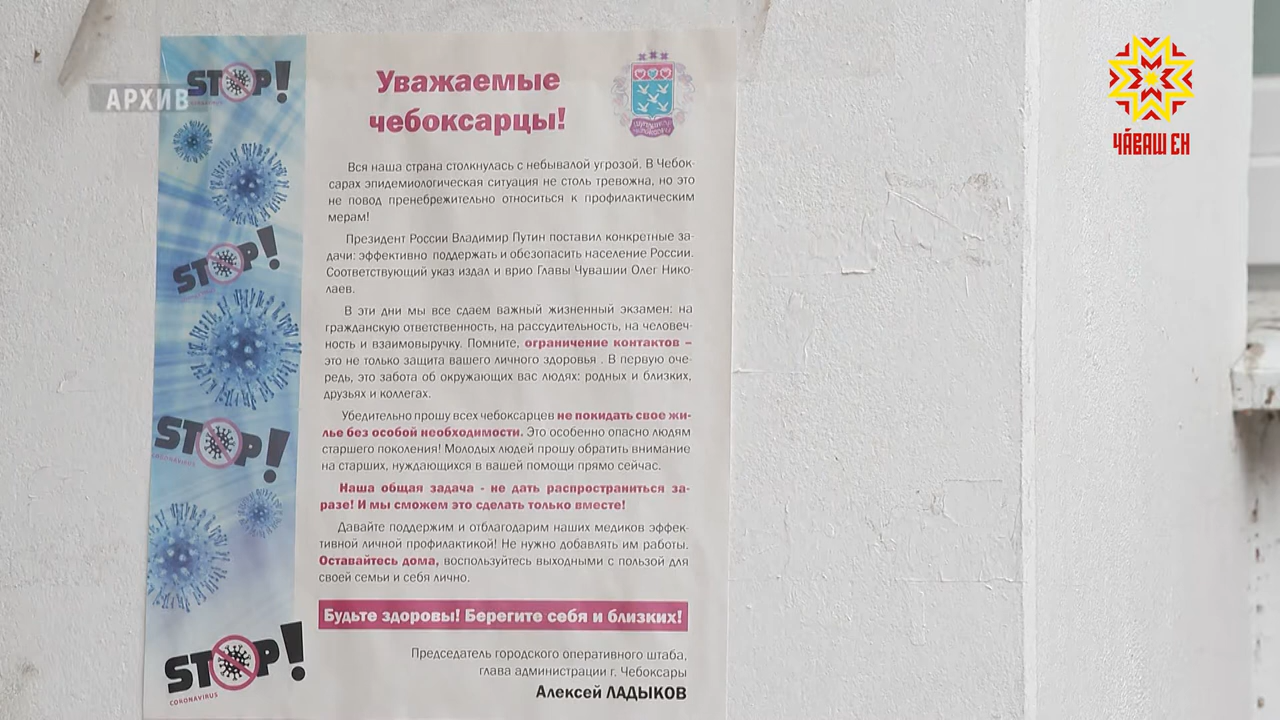 АРХИВ
ЧӐВАШ ЕН
STOP!
STOP!
STOP!
CORONAVIRUS
STOP!
CORONAVIRUS
Уважаемые
чебоксарцы!
Вся наша страна столкнулась с небывалой угрозой. В Чебок-
сарах эпидемиологическая ситуация не столь тревожна, но это
не повод пренебрежительно относиться к профилактическим
мерам!
Президент России Владимир Путин поставил конкретные за-
дачи: эффективно поддержать и обезопасить население России.
Соответствующий указ издал и врио Главы Чувашии Олег Нико-
лаев.
В эти дни мы все сдаем важный жизненный экзамен: на
гражданскую ответственность, на рассудительность, на человеч-
ность и взаимовыручку. Помните, ограничение контактов –
это не только защита вашего личного здоровья . В первую оче-
редь, это забота об окружающих вас людях: родных и близких,
друзьях и коллегах.
Убедительно прошу всех чебоксарцев не покидать свое жи-
лье без особой необходимости. Это особенно опасно людям
старшего поколения! Молодых людей прошу обратить внимание
на старших, нуждающихся в вашей помощи прямо сейчас.
Наша общая задача - не дать распространиться за-
разе! И мы сможем это сделать только вместе!
Давайте поддержим и отблагодарим наших медиков эффек-
тивной личной профилактикой! Не нужно добавлять им работы.
Оставайтесь дома, воспользуйтесь выходными с пользой для
своей семьи и себя лично.
Будьте здоровы! Берегите себя и близких!
Председатель городского оперативного штаба,
глава администрации г. Чебоксары
Алексей ЛАДЫКОВ